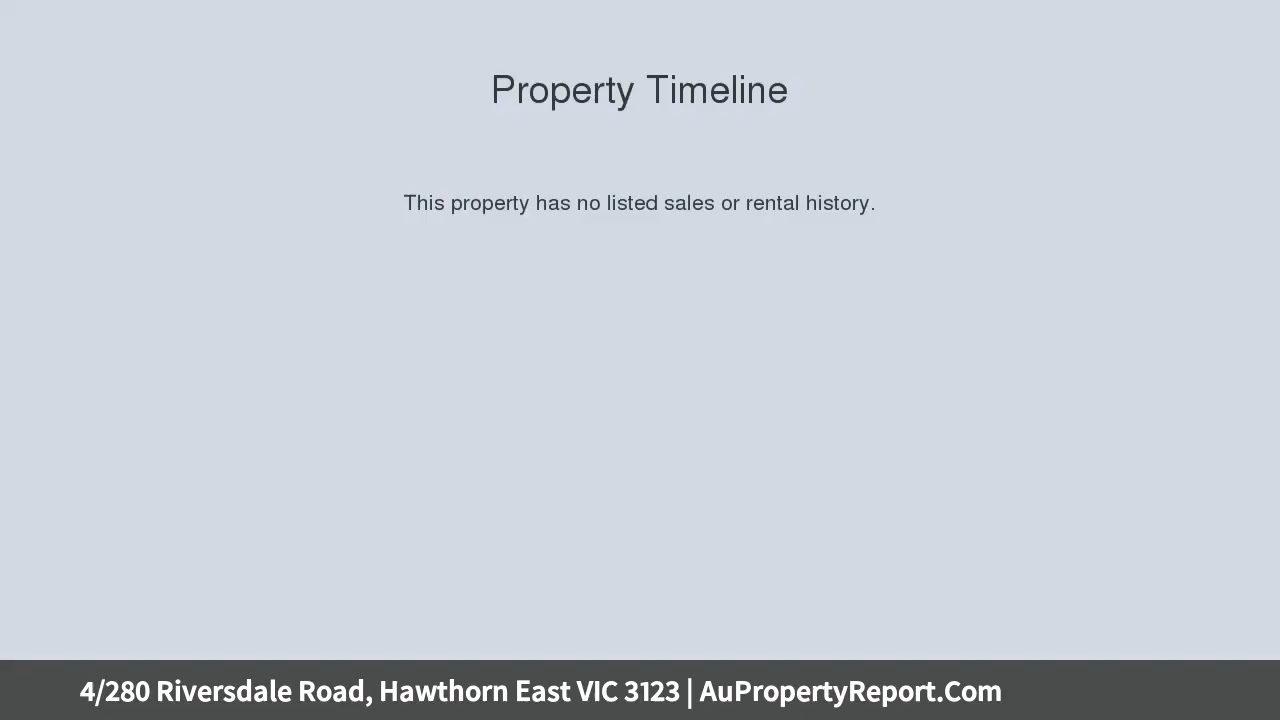 Property Timeline
This property has no listed sales or rental history.
4/280 Riversdale Road, Hawthorn East VIC 3123 | AuPropertyReport.Com